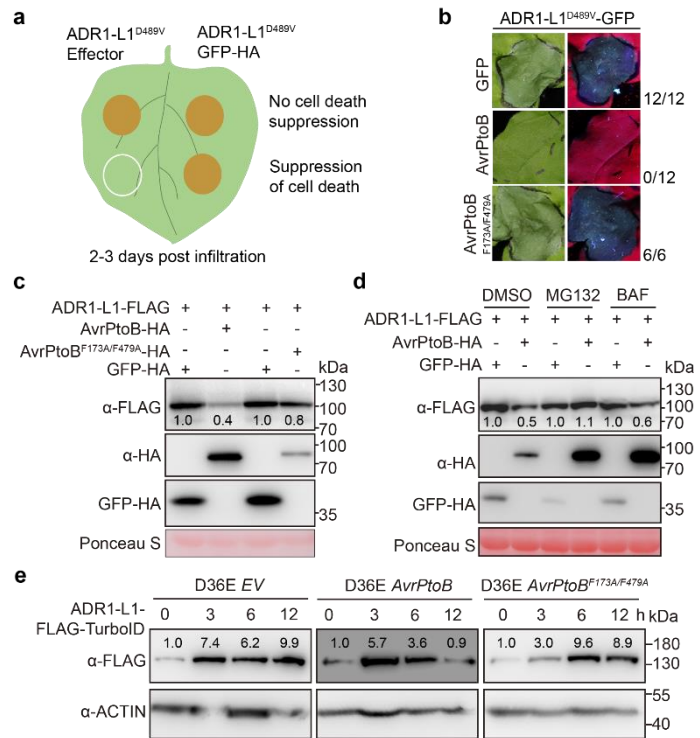 a
ADR1-L1D489V
Effector
ADR1-L1D489V
GFP-HA
No cell death
suppression
Suppression
of cell death
2-3 days post infiltration
b
ADR1-L1D489V-GFP
GFP
12/12
AvrPtoB
0/12
AvrPtoB
F173A/F479A
6/6
c
ADR1-L1-FLAG + + + +
AvrPtoB-HA - + - -
AvrPtoBF173A/F479A-HA - - - +
GFP-HA + - + -
kDa
α-FLAG
1.0 0.4 1.0 0.8
130
100
70
α-HA
100
70
GFP-HA
35
Ponceau S
d
DMSO MG132 BAF
ADR1-L1-FLAG + + + + + +
AvrPtoB-HA - + - + - +
GFP-HA + - + - + -
kDa
α-FLAG
1.0 0.5 1.0 1.1 1.0 0.6
130
100
70
α-HA
100
70
GFP-HA
35
Ponceau S
e
D36E EV D36E AvrPtoB D36E AvrPtoBF173A/F479A
ADR1-L1-
FLAG-TurboID
0 3 6 12 0 3 6 12 0 3 6 12 h kDa
1.0 7.4 6.2 9.9 1.0 5.7 3.6 0.9 1.0 3.0 9.6 8.9
α-FLAG
180
130
α-ACTIN
55
40